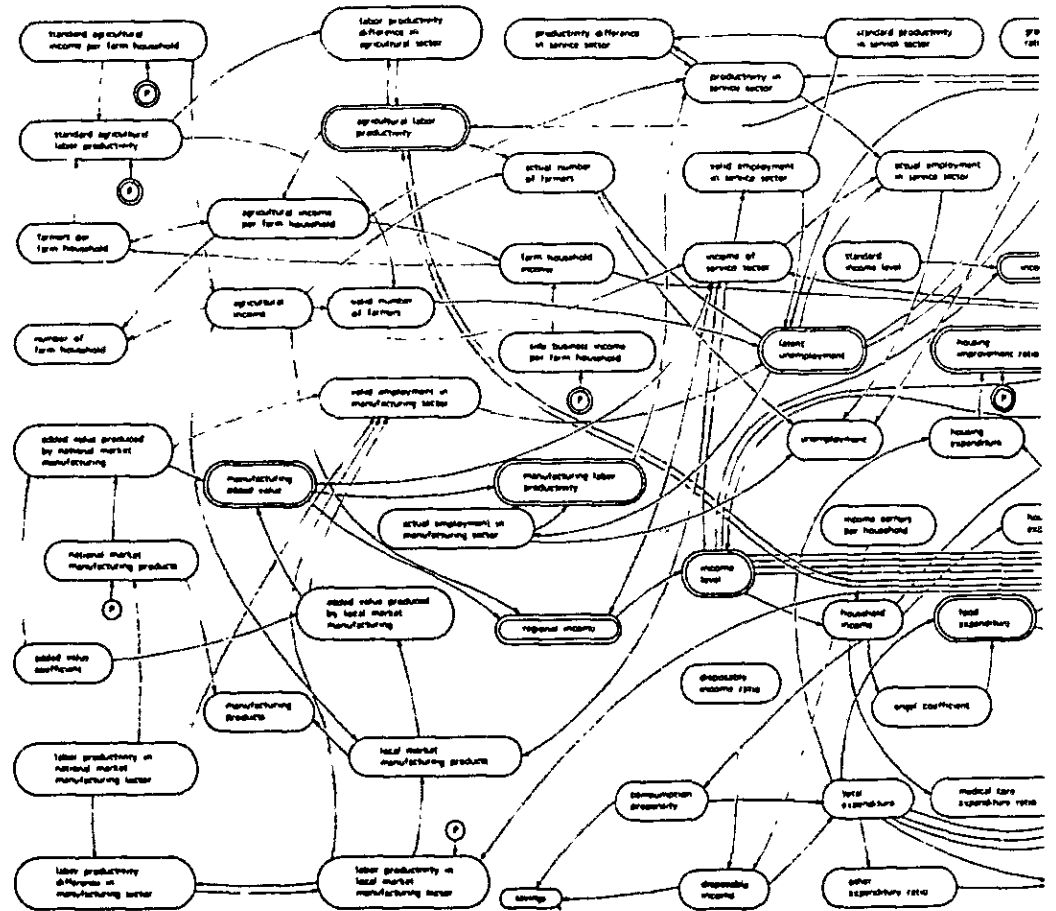 standard agricultural
income per farm household
labor productivity
difference in
agricultural sector
productivity difference
in service sector
standard productivity
in service sector
productivity in
service sector
P
standard agricultural
labor productivity
agricultural labor
productivity
P
actual number
of farmers
valid employment
in service sector
actual employment
in service sector
agricultural income
per farm household
farmers per
farm household
farm household
income
income of
service sector
standard
income level
agricultural
income
valid number
of farmers
number of
farm household
side business income
per farm household
latent
unemployment
housing
improvement ratio
P
P
valid employment in
manufacturing sector
added value produced
by national market
manufacturing
unemployment
housing
expenditure
manufacturing
added value
manufacturing labor
productivity
actual employment in
manufacturing sector
income earners
per household
national market
manufacturing products
income
level
P
added value produced
by local market
manufacturing
regional income
household
income
food
expenditure
added value
coefficient
disposable
income ratio
manufacturing
products
engel coefficient
local market
manufacturing products
labor productivity in
national market
manufacturing sector
consumption
propensity
total
expenditure
medical care
expenditure ratio
P
labor productivity
difference in
manufacturing sector
labor productivity
in local market
manufacturing sector
savings
disposable
income
other
expenditure ratio